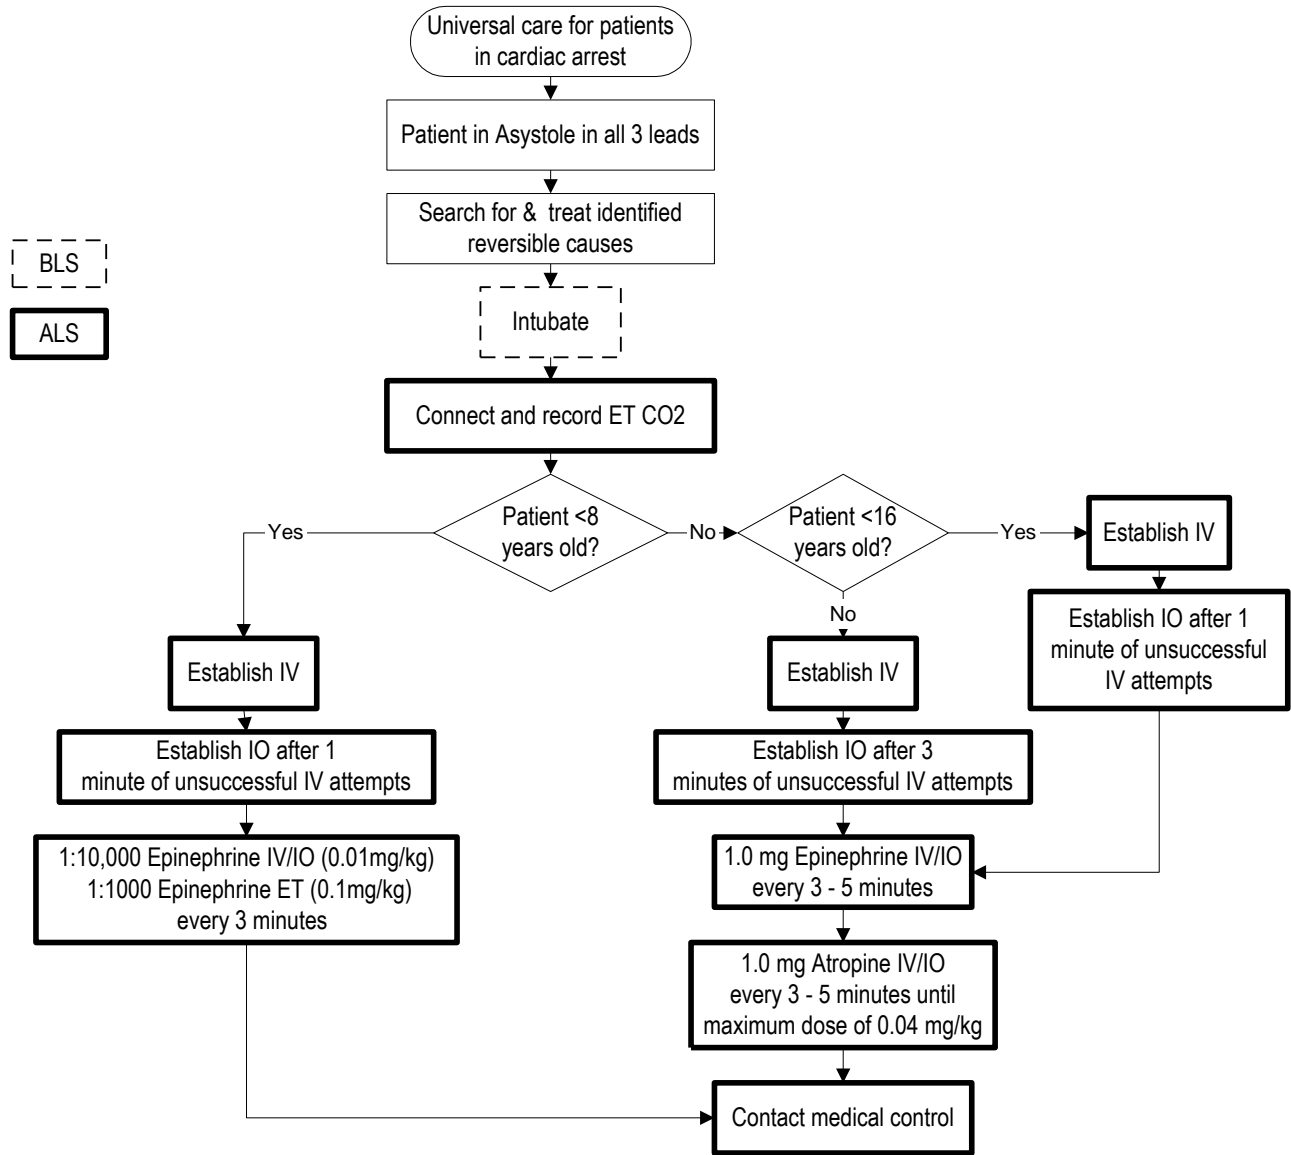 Universal care for patients
in cardiac arrest
Patient in Asystole in all 3 leads
Search for & treat identified
reversible causes
BLS
ALS
Intubate
Connect and record ET CO2
Patient <8
years old?
Yes
No
Patient <16
years old?
Yes
No
Establish IV
Establish IO after 1
minute of unsuccessful
IV attempts
Establish IV
Establish IO after 1
minute of unsuccessful IV attempts
1:10,000 Epinephrine IV/IO (0.01mg/kg)
1:1000 Epinephrine ET (0.1mg/kg)
every 3 minutes
Establish IV
Establish IO after 3
minutes of unsuccessful IV attempts
1.0 mg Epinephrine IV/IO
every 3 - 5 minutes
1.0 mg Atropine IV/IO
every 3 - 5 minutes until
maximum dose of 0.04 mg/kg
Contact medical control